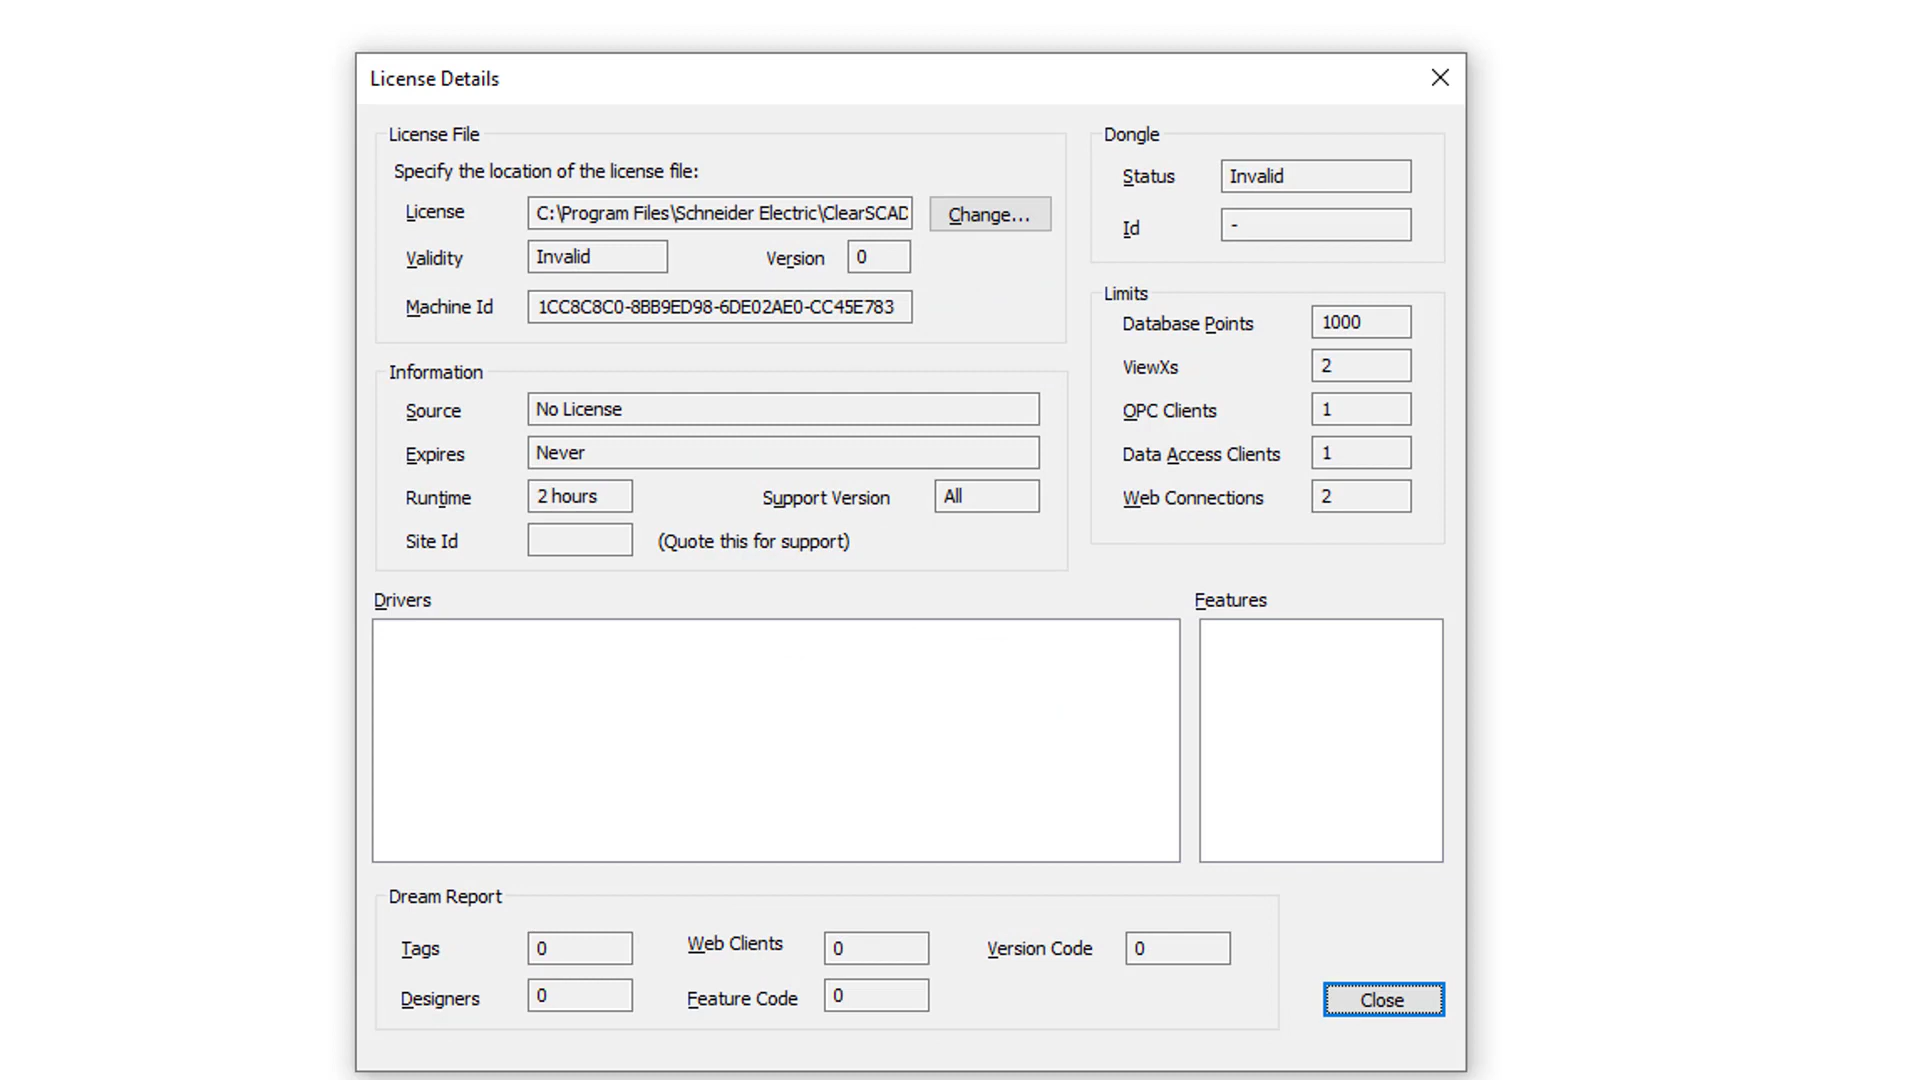 License Details
License File
Specify the location of the license file:
License C:\Program Files\Schneider Electric\ClearSCAD Change...
Validity Invalid Version 0
Machine Id 1CC8C8C0-8BB9ED98-6DE02AE0-CC45E783
Dongle
Status Invalid
Id -
Limits
Database Points 1000
ViewXs 2
OPC Clients 1
Data Access Clients 1
Web Connections 2
Information
Source No License
Expires Never
Runtime 2 hours Support Version All
Site Id (Quote this for support)
Drivers
Features
Dream Report
Tags 0 Web Clients 0 Version Code 0
Designers 0 Feature Code 0
Close